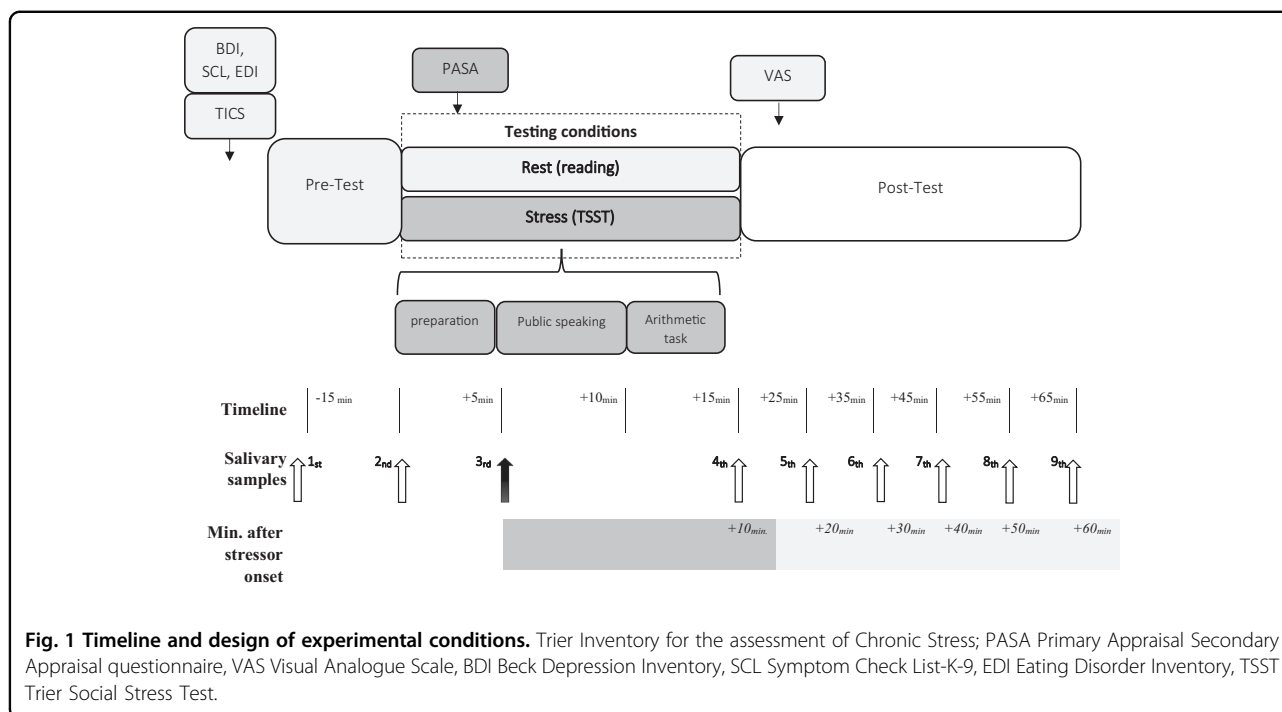 BDI,
SCL, EDI
TICS
PASA
VAS
Testing conditions
Pre-Test
Rest (reading)
Stress (TSST)
Post-Test
preparation
Public speaking
Arithmetic
task
Timeline
-15 min
+5min
+10min
+15min
+25min
+35min
+45min
+55min
+65min
Salivary
samples
1st
2nd
3rd
4th
5th
6th
7th
8th
9th
Min. after
stressor
onset
+10min.
+20min
+30min
+40min
+50min
+60min
Fig. 1 Timeline and design of experimental conditions. Trier Inventory for the assessment of Chronic Stress; PASA Primary Appraisal Secondary
Appraisal questionnaire, VAS Visual Analogue Scale, BDI Beck Depression Inventory, SCL Symptom Check List-K-9, EDI Eating Disorder Inventory, TSST
Trier Social Stress Test.